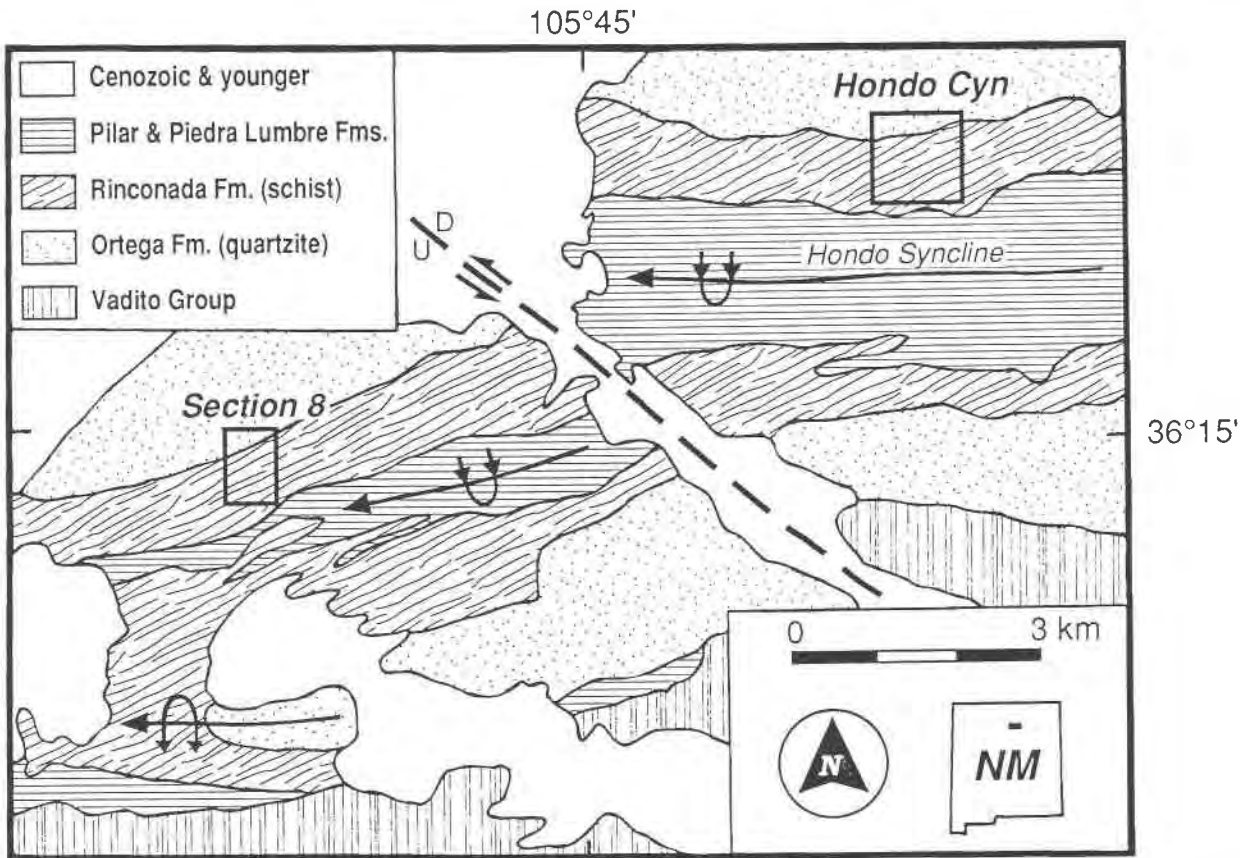 105°45'
Cenozoic & younger
Pilar & Piedra Lumbre Fms.
Rinconada Fm. (schist)
Ortega Fm. (quartzite)
Vadito Group
Hondo Cyn
D
U
Hondo Syncline
Section 8
36°15'
0 3 km
N
NM